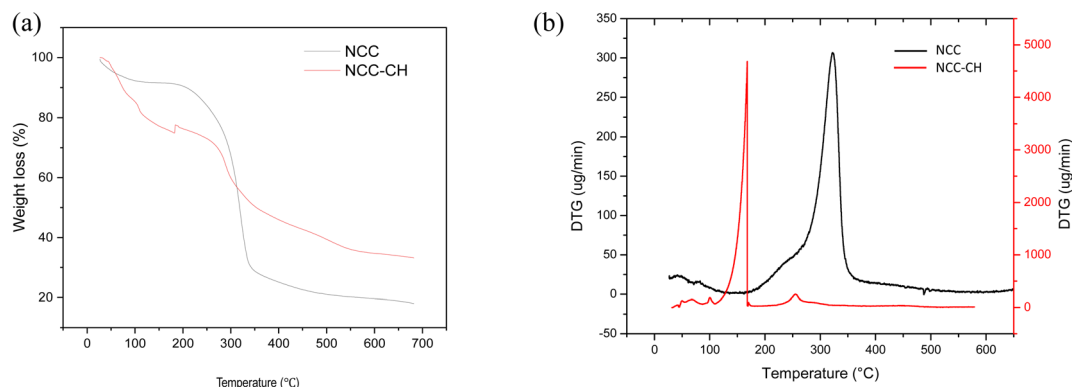 (a)
NCC
NCC-CH
Weight loss (%)
100
80
60
40
20
0 100 200 300 400 500 600 700
Temperature (℃)
(b)
NCC
NCC-CH
DTG (ug/min)
350
300
250
200
150
100
50
0
-50
DTG (ug/min)
5000
4000
3000
2000
1000
0
0 100 200 300 400 500 600
Temperature (°C)